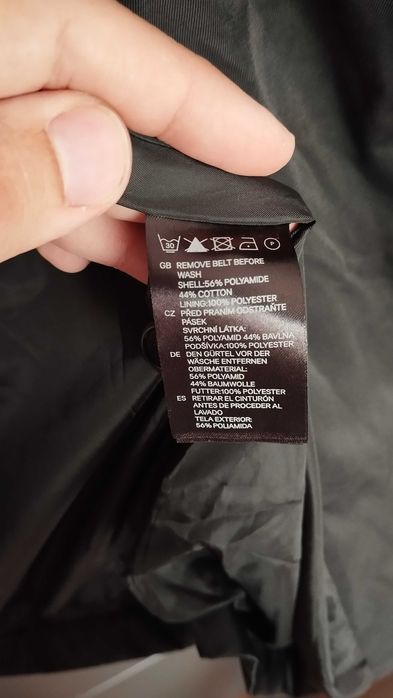 30
P
GB REMOVE BELT BEFORE
WASH
SHELL:56% POLYAMIDE
44% COTTON
LINING:100% POLYESTER
CZ PŘED PRANÍM ODSTRAŇTE
PÁSEK
SVRCHNÍ LÁTKA:
56% POLYAMID 44% BAVLNA
PODŠÍVKA:100% POLYESTER
DE DEN GÜRTEL VOR DER
WÄSCHE ENTFERNEN
OBERMATERIAL:
56% POLYAMID
44% BAUMWOLLE
FUTTER:100% POLYESTER
ES RETIRAR EL CINTURÓN
ANTES DE PROCEDER AL
LAVADO
TELA EXTERIOR:
56% POLIAMIDA